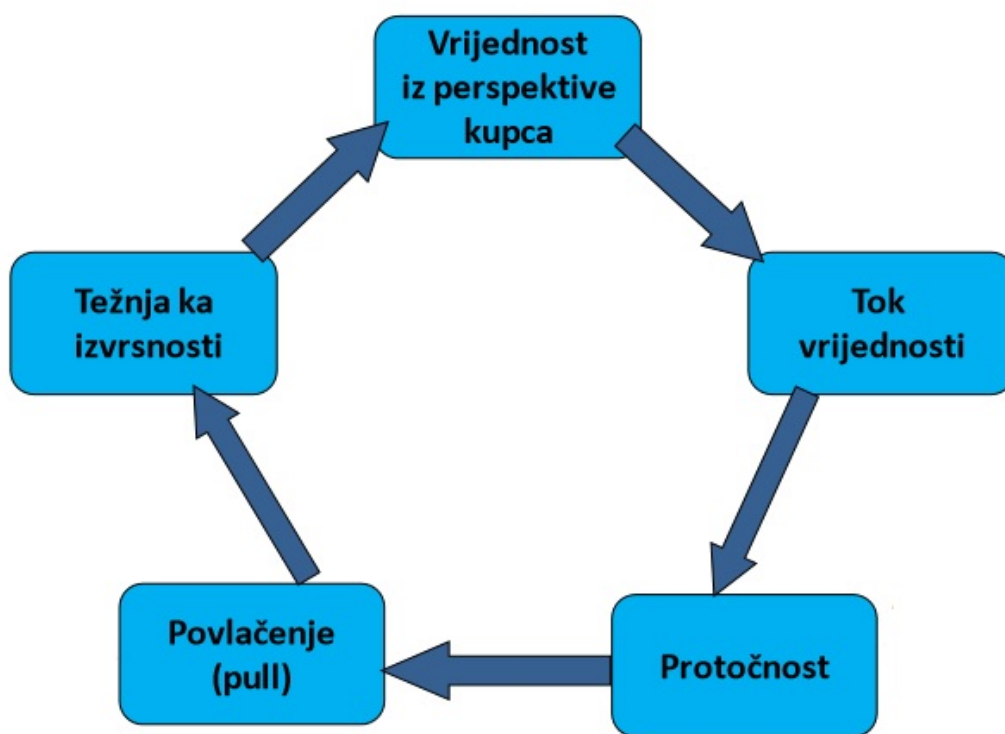 Vrijednost
iz perspektive
kupca
Tok
vrijednosti
Protočnost
Povlačenje
(pull)
Težnja ka
izvrsnosti